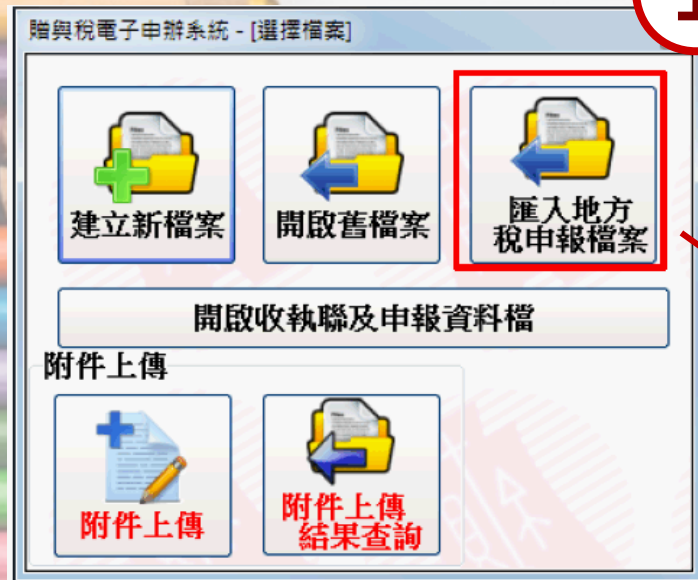 贈與稅電子申辦系統 - [選擇檔案]
建立新檔案
開啟舊檔案
匯入地方
稅申報檔案
開啟收執聯及申報資料檔
附件上傳
附件上傳
附件上傳
結果查詢